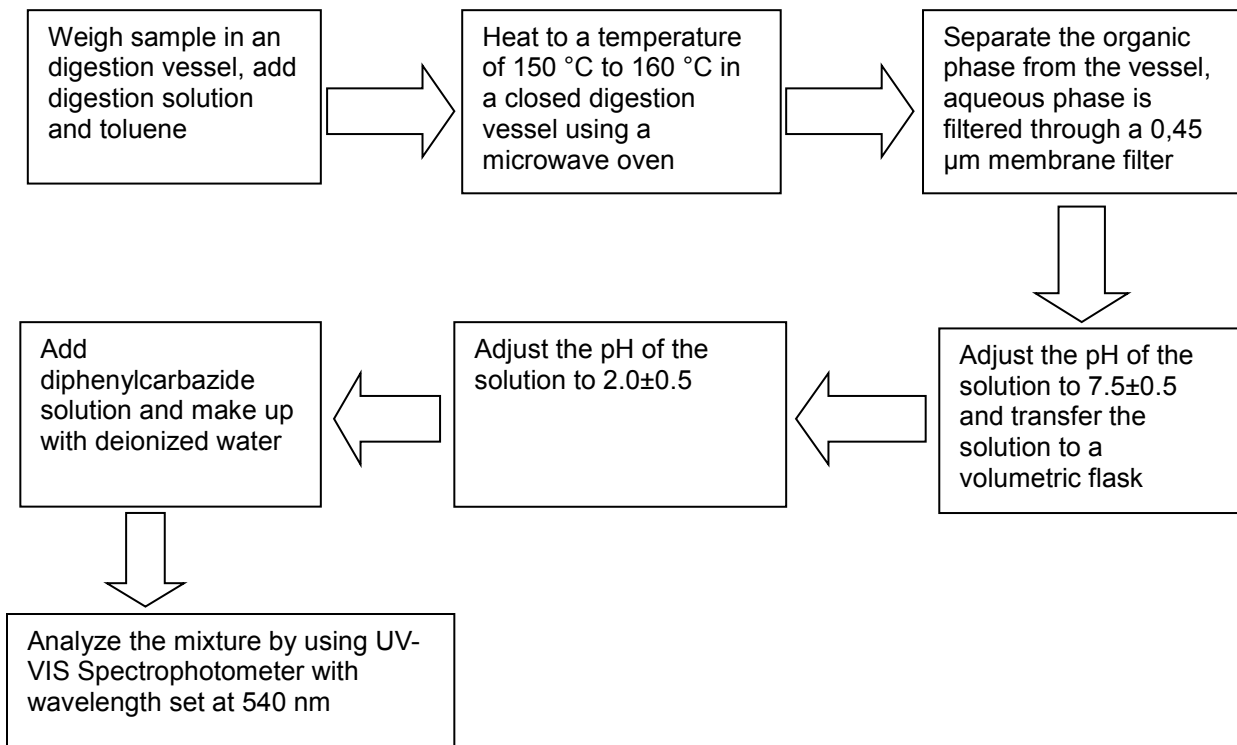 Weigh sample in an
digestion vessel, add
digestion solution
and toluene
Heat to a temperature
of 150 °C to 160 °C in
a closed digestion
vessel using a
microwave oven
Separate the organic
phase from the vessel,
aqueous phase is
filtered through a 0,45
µm membrane filter
Adjust the pH of the
solution to 7.5±0.5
and transfer the
solution to a
volumetric flask
Adjust the pH of the
solution to 2.0±0.5
Add
diphenylcarbazide
solution and make up
with deionized water
Analyze the mixture by using UV-
VIS Spectrophotometer with
wavelength set at 540 nm